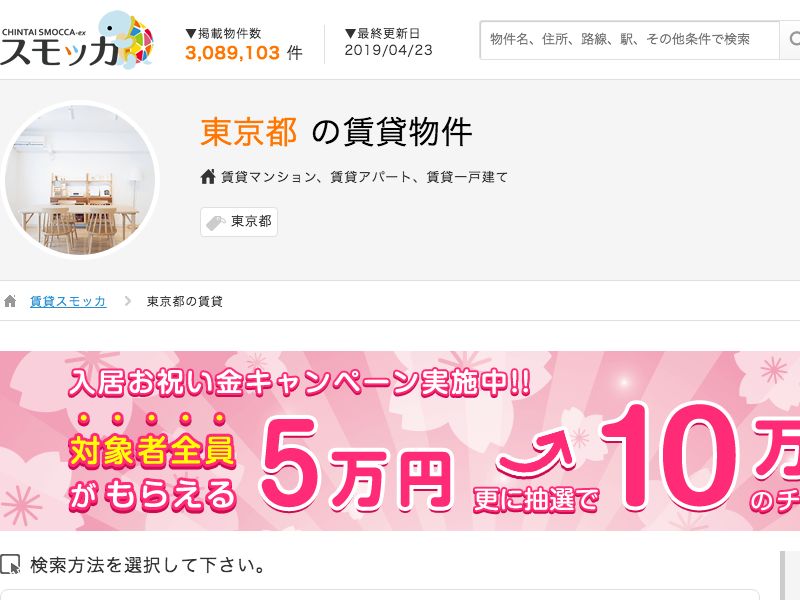 CHINTAI SMOCCA-ex
スモッカ
▼掲載物件数
3,089,103 件
▼最終更新日
2019/04/23
物件名、住所、路線、駅、その他条件で検索
東京都 の賃貸物件
賃貸マンション、賃貸アパート、賃貸一戸建て
東京都
賃貸スモッカ
東京都の賃貸
入居お祝い金キャンペーン実施中!!
対象者全員
がもらえる
5万円
更に抽選で
10万
のチ
検索方法を選択して下さい。